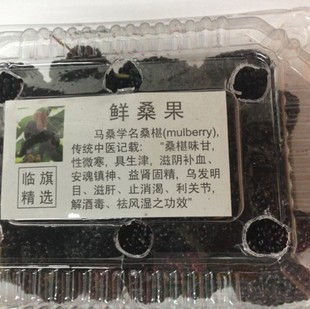 鲜桑果
马桑学名桑椹(mulberry),
传统中医记载：“桑椹味甘，
性微寒，具生津，滋阴补血、
安魂镇神、益肾固精，乌发明
目、滋肝、止消渴、利关节，
解酒毒、祛风湿之功效”
临旗
精选